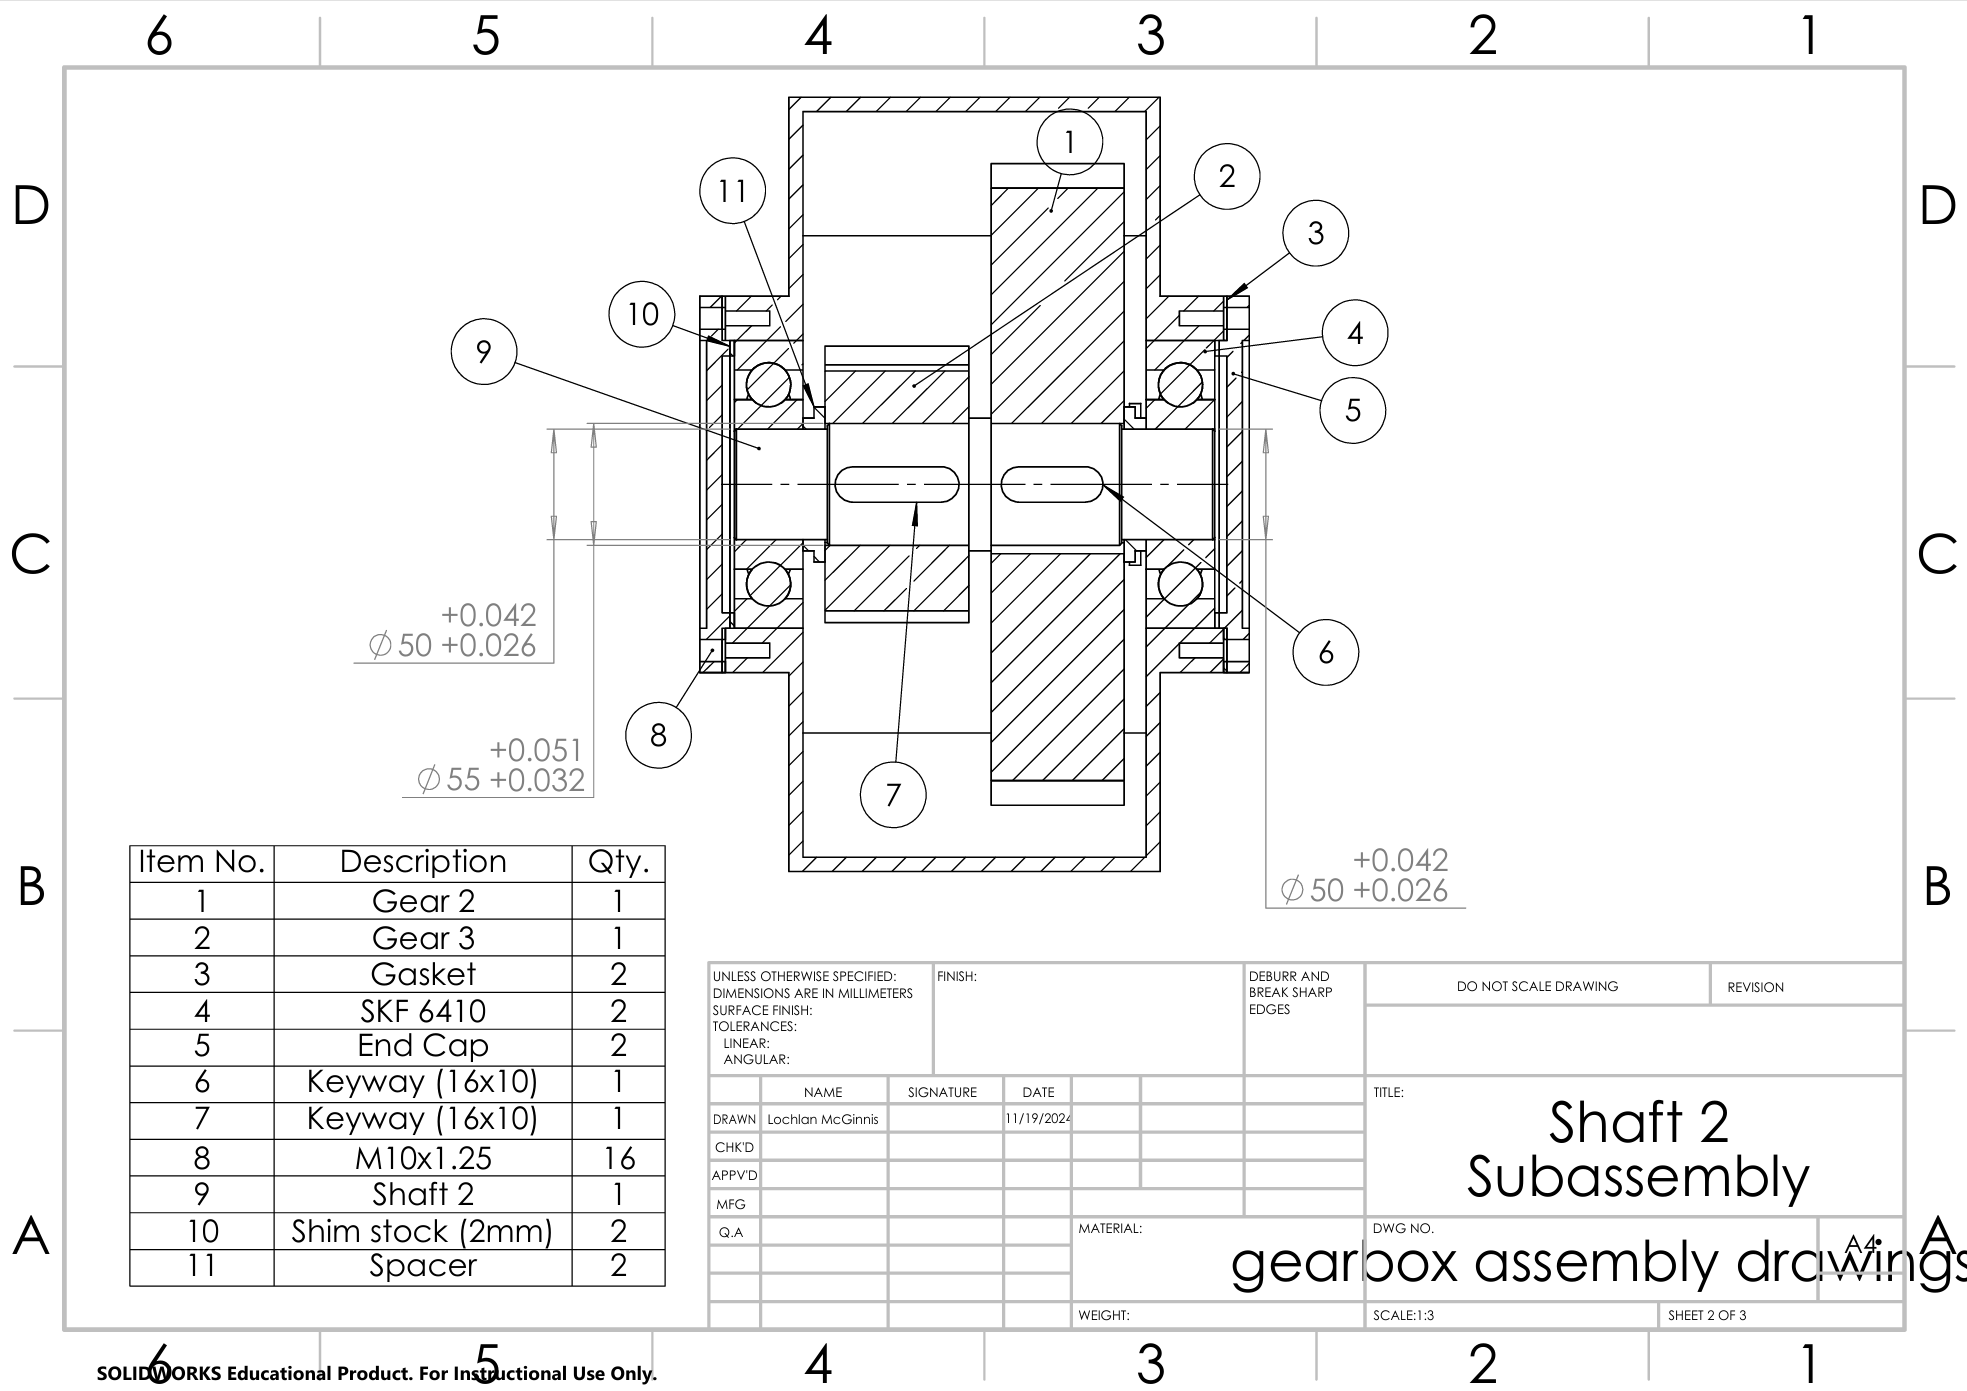 6 5 4 3 2 1
D D
C C
B B
A A
1
2
3
4
5
6
7
8
9
10
11
+0.042
∅50 +0.026
+0.051
∅55 +0.032
+0.042
∅50 +0.026
Item No. Description Qty.
1 Gear 2 1
2 Gear 3 1
3 Gasket 2
4 SKF 6410 2
5 End Cap 2
6 Keyway (16x10) 1
7 Keyway (16x10) 1
8 M10x1.25 16
9 Shaft 2 1
10 Shim stock (2mm) 2
11 Spacer 2
UNLESS OTHERWISE SPECIFIED:
DIMENSIONS ARE IN MILLIMETERS
SURFACE FINISH:
TOLERANCES:
LINEAR:
ANGULAR:
FINISH:
DEBURR AND
BREAK SHARP
EDGES
DO NOT SCALE DRAWING
REVISION
NAME SIGNATURE DATE
DRAWN Lochlan McGinnis 11/19/2024
CHK'D
APPV'D
MFG
Q.A
TITLE:
Shaft 2
Subassembly
MATERIAL:
DWG NO.
gearbox assembly drawings
A4
WEIGHT:
SCALE:1:3
SHEET 2 OF 3
6 5 4 3 2 1
SOLIDWORKS Educational Product. For Instructional Use Only.